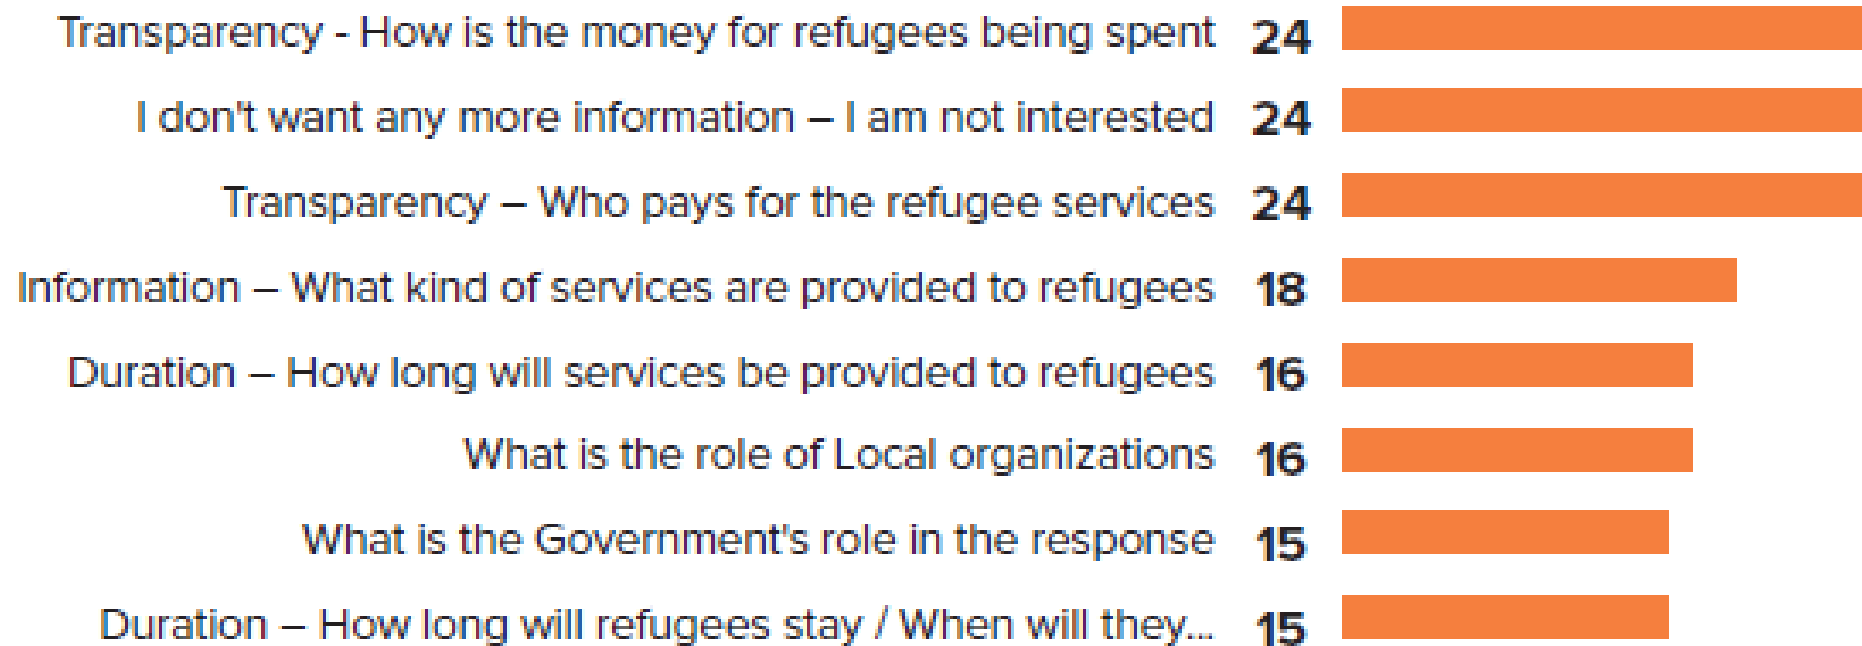 Transparency - How is the money for refugees being spent 24
I don't want any more information – I am not interested 24
Transparency – Who pays for the refugee services 24
Information – What kind of services are provided to refugees 18
Duration – How long will services be provided to refugees 16
What is the role of Local organizations 16
What is the Government's role in the response 15
Duration – How long will refugees stay / When will they... 15